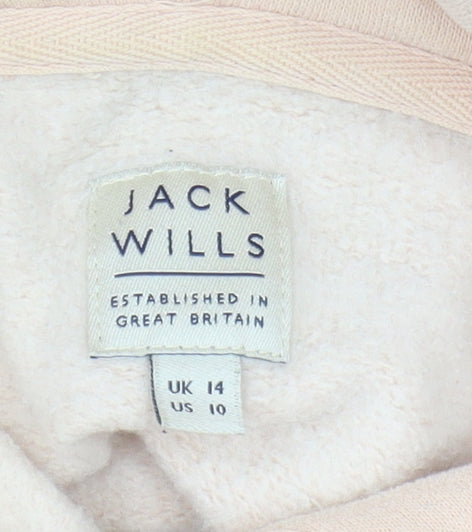 JACK
WILLS
ESTABLISHED IN
GREAT BRITAIN
UK 14
US 10